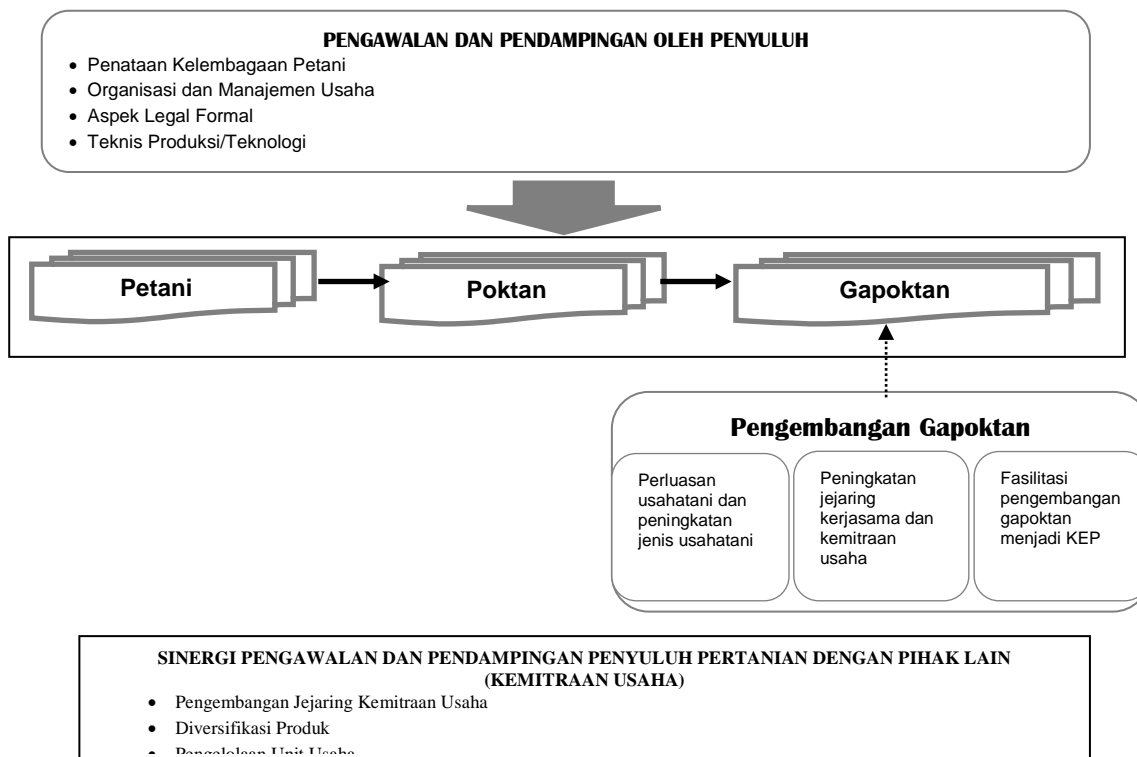 PENGAWALAN DAN PENDAMPINGAN OLEH PENYULUH
• Penataan Kelembagaan Petani
• Organisasi dan Manajemen Usaha
• Aspek Legal Formal
• Teknis Produksi/Teknologi
Petani
Poktan
Gapoktan
Pengembangan Gapoktan
Perluasan
usahatani dan
peningkatan
jenis usahatani
Peningkatan
jejaring
kerjasama dan
kemitraan
usaha
Fasilitasi
pengembangan
gapoktan
menjadi KEP
SINERGI PENGAWALAN DAN PENDAMPINGAN PENYULUH PERTANIAN DENGAN PIHAK LAIN
(KEMITRAAN USAHA)
• Pengembangan Jejaring Kemitraan Usaha
• Diversifikasi Produk
• Pengelolaan Unit Usaha